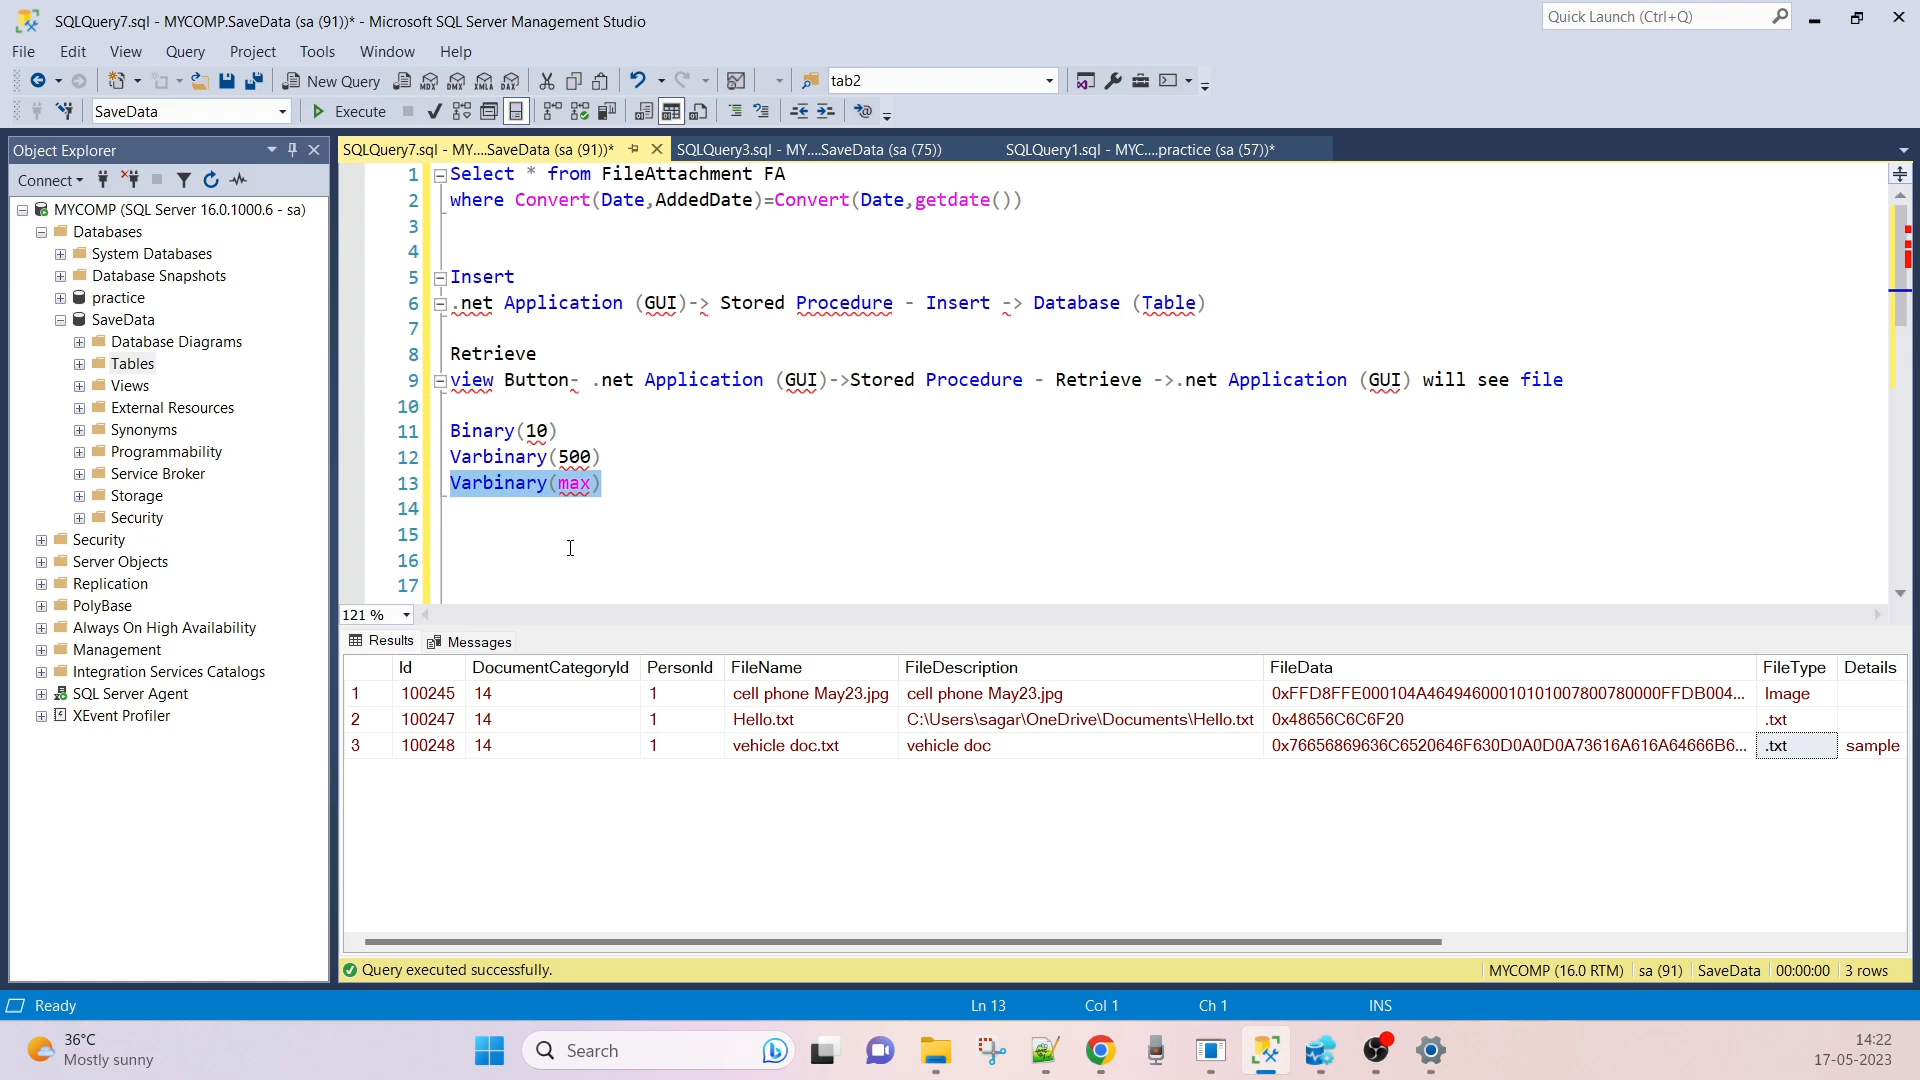 SQLQuery7.sql - MYCOMP.SaveData (sa (91))* - Microsoft SQL Server Management Studio
Quick Launch (Ctrl+Q)
File Edit View Query Project Tools Window Help
New Query
MDX DMX XMLA DAX
tab2
SaveData
Execute
Object Explorer
SQLQuery7.sql - MY....SaveData (sa (91))*
SQLQuery3.sql - MY....SaveData (sa (75))
SQLQuery1.sql - MYC....practice (sa (57))*
Connect
MYCOMP (SQL Server 16.0.1000.6 - sa)
Databases
System Databases
Database Snapshots
practice
SaveData
Database Diagrams
Tables
Views
External Resources
Synonyms
Programmability
Service Broker
Storage
Security
Security
Server Objects
Replication
PolyBase
Always On High Availability
Management
Integration Services Catalogs
SQL Server Agent
XEvent Profiler
1 Select * from FileAttachment FA
2 where Convert(Date,AddedDate)=Convert(Date,getdate())
3
4
5 Insert
6 .net Application (GUI)-> Stored Procedure - Insert -> Database (Table)
7
8 Retrieve
9 view Button- .net Application (GUI)->Stored Procedure - Retrieve ->.net Application (GUI) will see file
10
11 Binary(10)
12 Varbinary(500)
13 Varbinary(max)
14
15
16
17
121 %
Results Messages
Id DocumentCategoryId PersonId FileName FileDescription FileData FileType Details
1 100245 14 1 cell phone May23.jpg cell phone May23.jpg 0xFFD8FFE000104A46494600010101007800780000FFDB004... Image
2 100247 14 1 Hello.txt C:\Users\sagar\OneDrive\Documents\Hello.txt 0x48656C6C6F20 .txt
3 100248 14 1 vehicle doc.txt vehicle doc 0x76656869636C6520646F630D0A0D0A73616A616A64666B6... .txt sample
Query executed successfully.
MYCOMP (16.0 RTM) sa (91) SaveData 00:00:00 3 rows
Ready
Ln 13 Col 1 Ch 1 INS
36°C
Mostly sunny
Search
14:22
17-05-2023